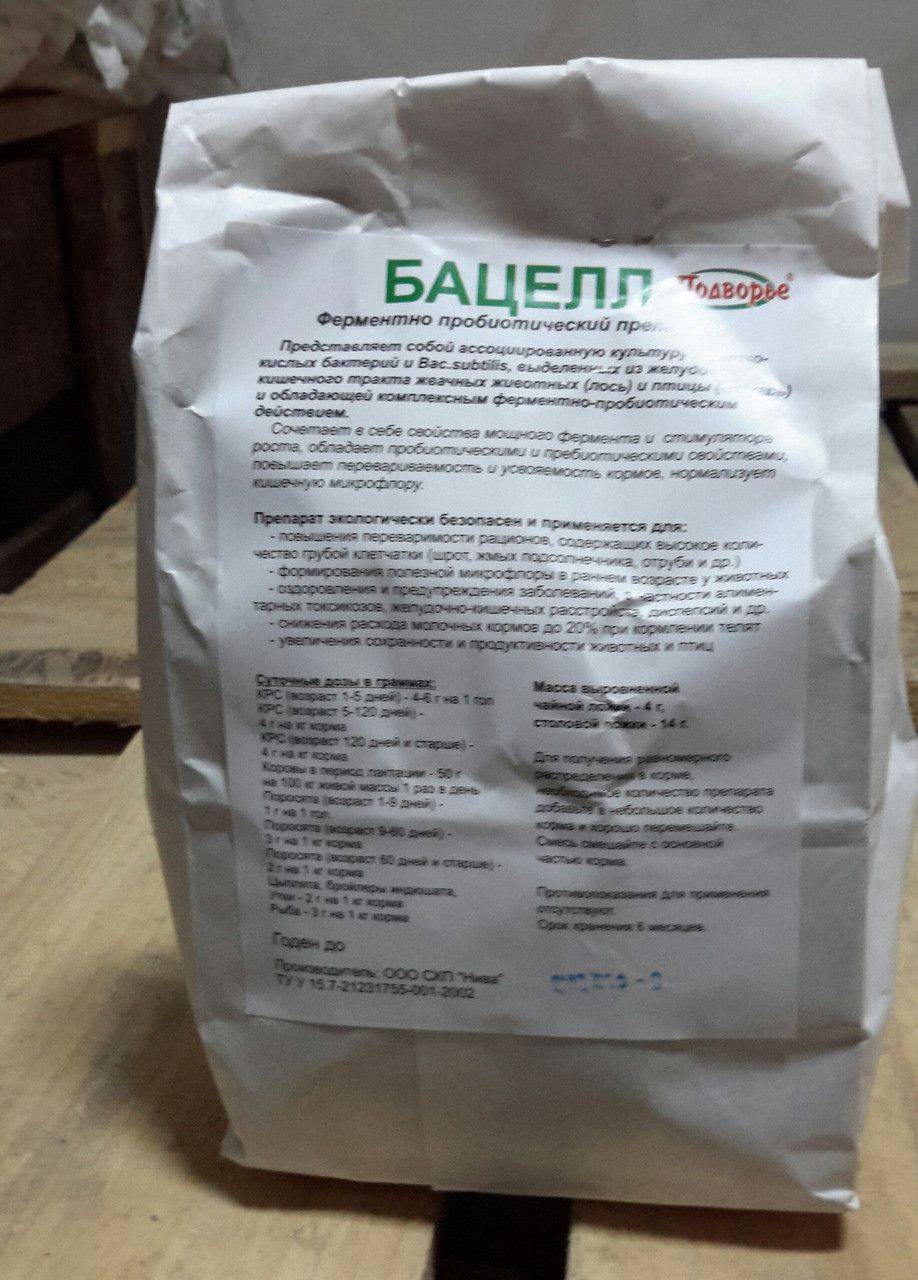 БАЦЕЛЛ
Подворье®
Ферментно пробиотический
Представляет собой ассоциированную культуру
кислых бактерий и Bac.subtilis, выделенных из
кишечного тракта жвачных животных (лось) и птицы
и обладающей комплексным ферментно-пробиотическим
действием.
Сочетает в себе свойства мощного фермента и стимулятора
роста, обладает пробиотическими и пребиотическими свойствами,
повышает перевариваемость и усвояемость кормов, нормализует
кишечную микрофлору.
Препарат экологически безопасен и применяется для:
- повышения переваримости рационов, содержащих высокое коли-
чество грубой клетчатки (шрот, жмых подсолнечника, отруби и др.)
- формирования полезной микрофлоры в раннем возрасте у животных
- оздоровления и предупреждения заболеваний, в частности алимен-
тарных токсикозов, желудочно-кишечных расстройств, диспепсий и др.
- снижения расхода молочных кормов до 20% при кормлении телят
- увеличения сохранности и продуктивности животных и птиц
Суточные дозы в граммах:
КРС (возраст 1-5 дней) - 4-6 г на 1 гол
КРС (возраст 5-120 дней) -
4 г на кг корма
КРС (возраст 120 дней и старше) -
4 г на кг корма
Коровы в период лактации - 50 г
на 100 кг живой массы 1 раз в день
Поросята (возраст 1-9 дней) -
1 г на 1 гол
Поросята (возраст 9-60 дней) -
3 г на 1 кг корма
Поросята (возраст 60 дней и старше) -
2 г на 1 кг корма
Цыплята, бройлеры индюшата,
Утки - 2 г на 1 кг корма
Рыба - 3 г на 1 кг корма
Масса выровненной
чайной ложки - 4 г,
столовой ложки - 14 г.
Для получения равномерного
распределения в корме,
необходимое количество препарата
добавьте в небольшое количество
корма и хорошо перемешайте.
Смесь смешайте с основной
частью корма.
Противопоказания для применения
отсутствуют.
Срок хранения 6 месяцев.
Годен до
Производитель: ООО СХП "Нива"
ТУ У 15.7-21231755-001-2002